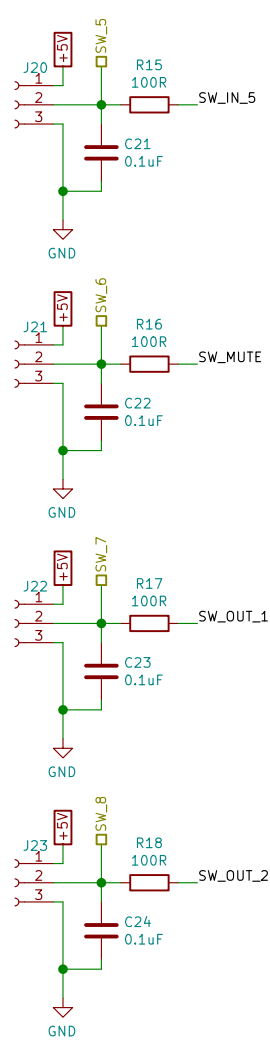 +5V
SW_5
J20
R15
100R
1
2
SW_IN_5
3
C21
0.1uF
GND
+5V
SW_6
J21
R16
100R
1
2
SW_MUTE
3
C22
0.1uF
GND
+5V
SW_7
J22
R17
100R
1
2
SW_OUT_1
3
C23
0.1uF
GND
+5V
SW_8
J23
R18
100R
1
2
SW_OUT_2
3
C24
0.1uF
GND